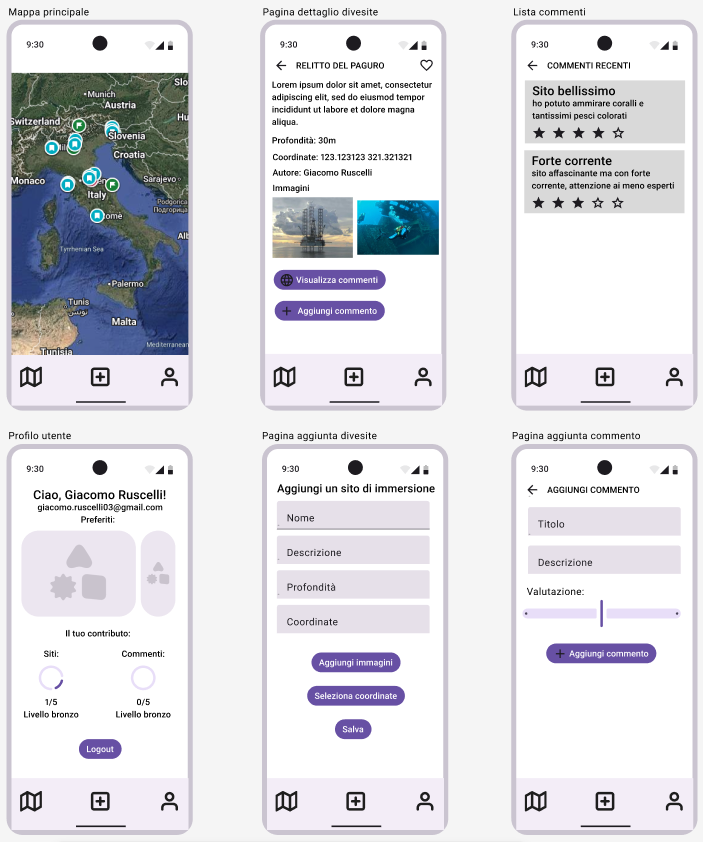 Mappa principale
9:30
Munich
Slo
Austria
Switzerland
Slovenia
Croatia
Monaco
Sarajevo
Italy
Podgorica
Подгорица
Rome
Alb
Tyrrhenian Sea
Palermo
Tunis
تونس
Malta
Mediterranean
Tunisia
Pagina dettaglio divesite
9:30
RELITTO DEL PAGURO
Lorem ipsum dolor sit amet, consectetur
adipiscing elit, sed do eiusmod tempor
incididunt ut labore et dolore magna
aliqua.
Profondità: 30m
Coordinate: 123.123123 321.321321
Autore: Giacomo Ruscelli
Immagini
Visualizza commenti
Aggiungi commento
Lista commenti
9:30
COMMENTI RECENTI
Sito bellissimo
ho potuto ammirare coralli e
tantissimi pesci colorati
Forte corrente
sito affascinante ma con forte
corrente, attenzione ai meno esperti
Profilo utente
9:30
Ciao, Giacomo Ruscelli!
giacomo.ruscelli03@gmail.com
Preferiti:
Il tuo contributo:
Siti: Commenti:
1/5 0/5
Livello bronzo Livello bronzo
Logout
Pagina aggiunta divesite
9:30
Aggiungi un sito di immersione
Nome
Descrizione
Profondità
Coordinate
Aggiungi immagini
Seleziona coordinate
Salva
Pagina aggiunta commento
9:30
AGGIUNGI COMMENTO
Titolo
Descrizione
Valutazione:
Aggiungi commento